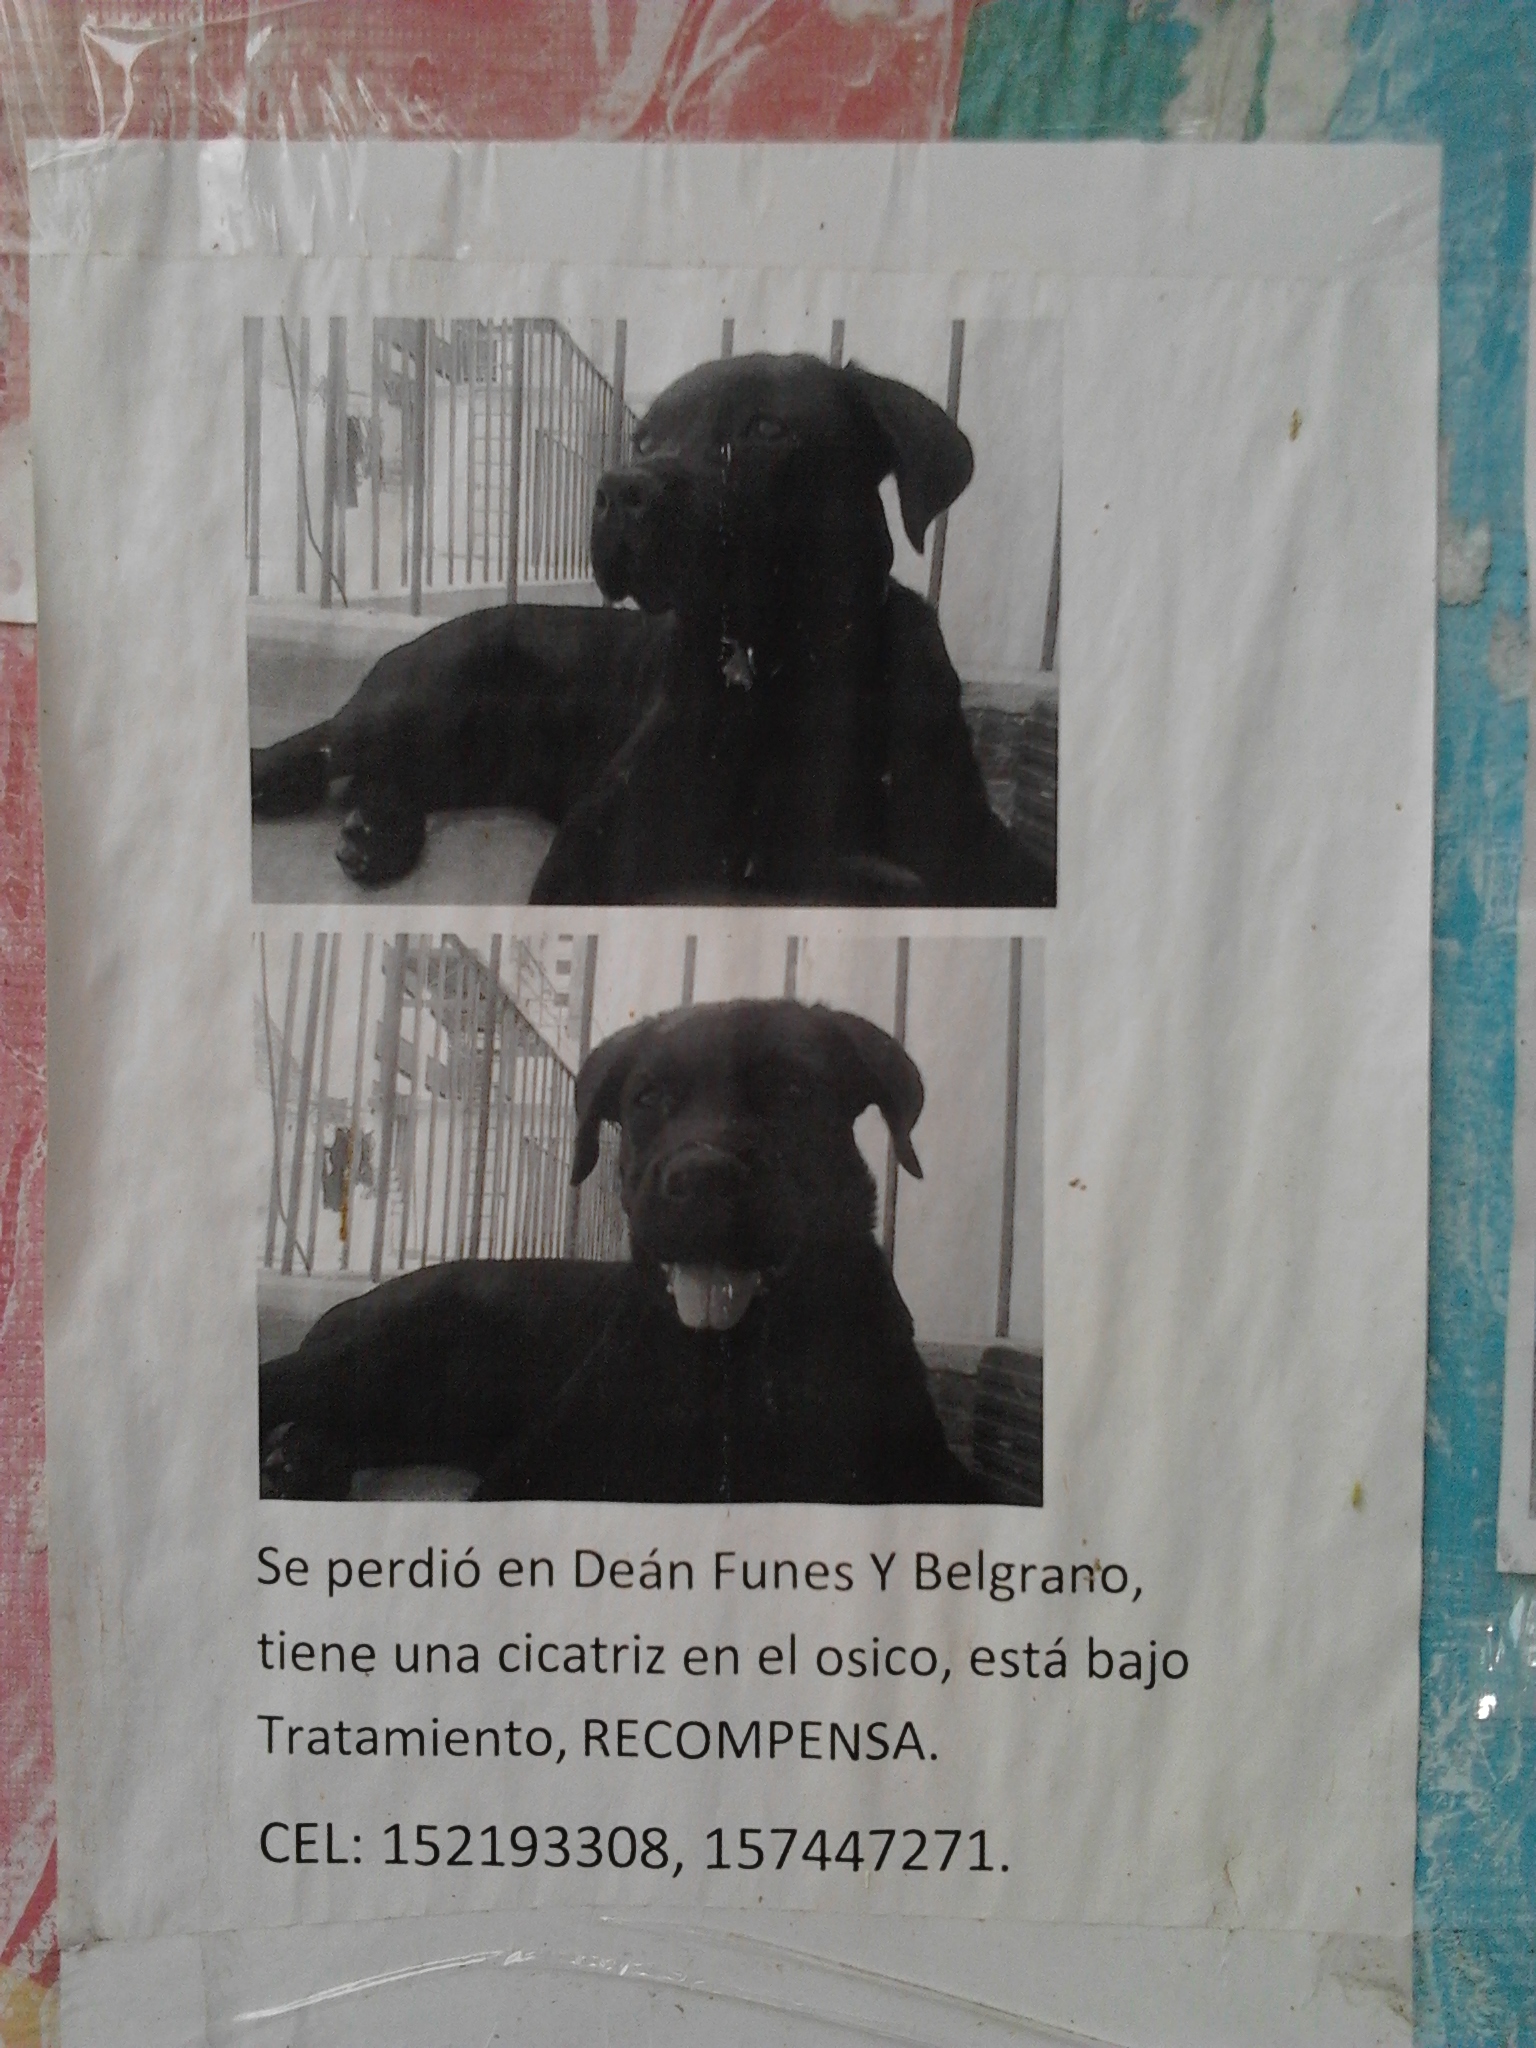 Se perdió en Deán Funes Y Belgrano,
tiene una cicatriz en el osico, está bajo
Tratamiento, RECOMPENSA.
CEL: 152193308, 157447271.